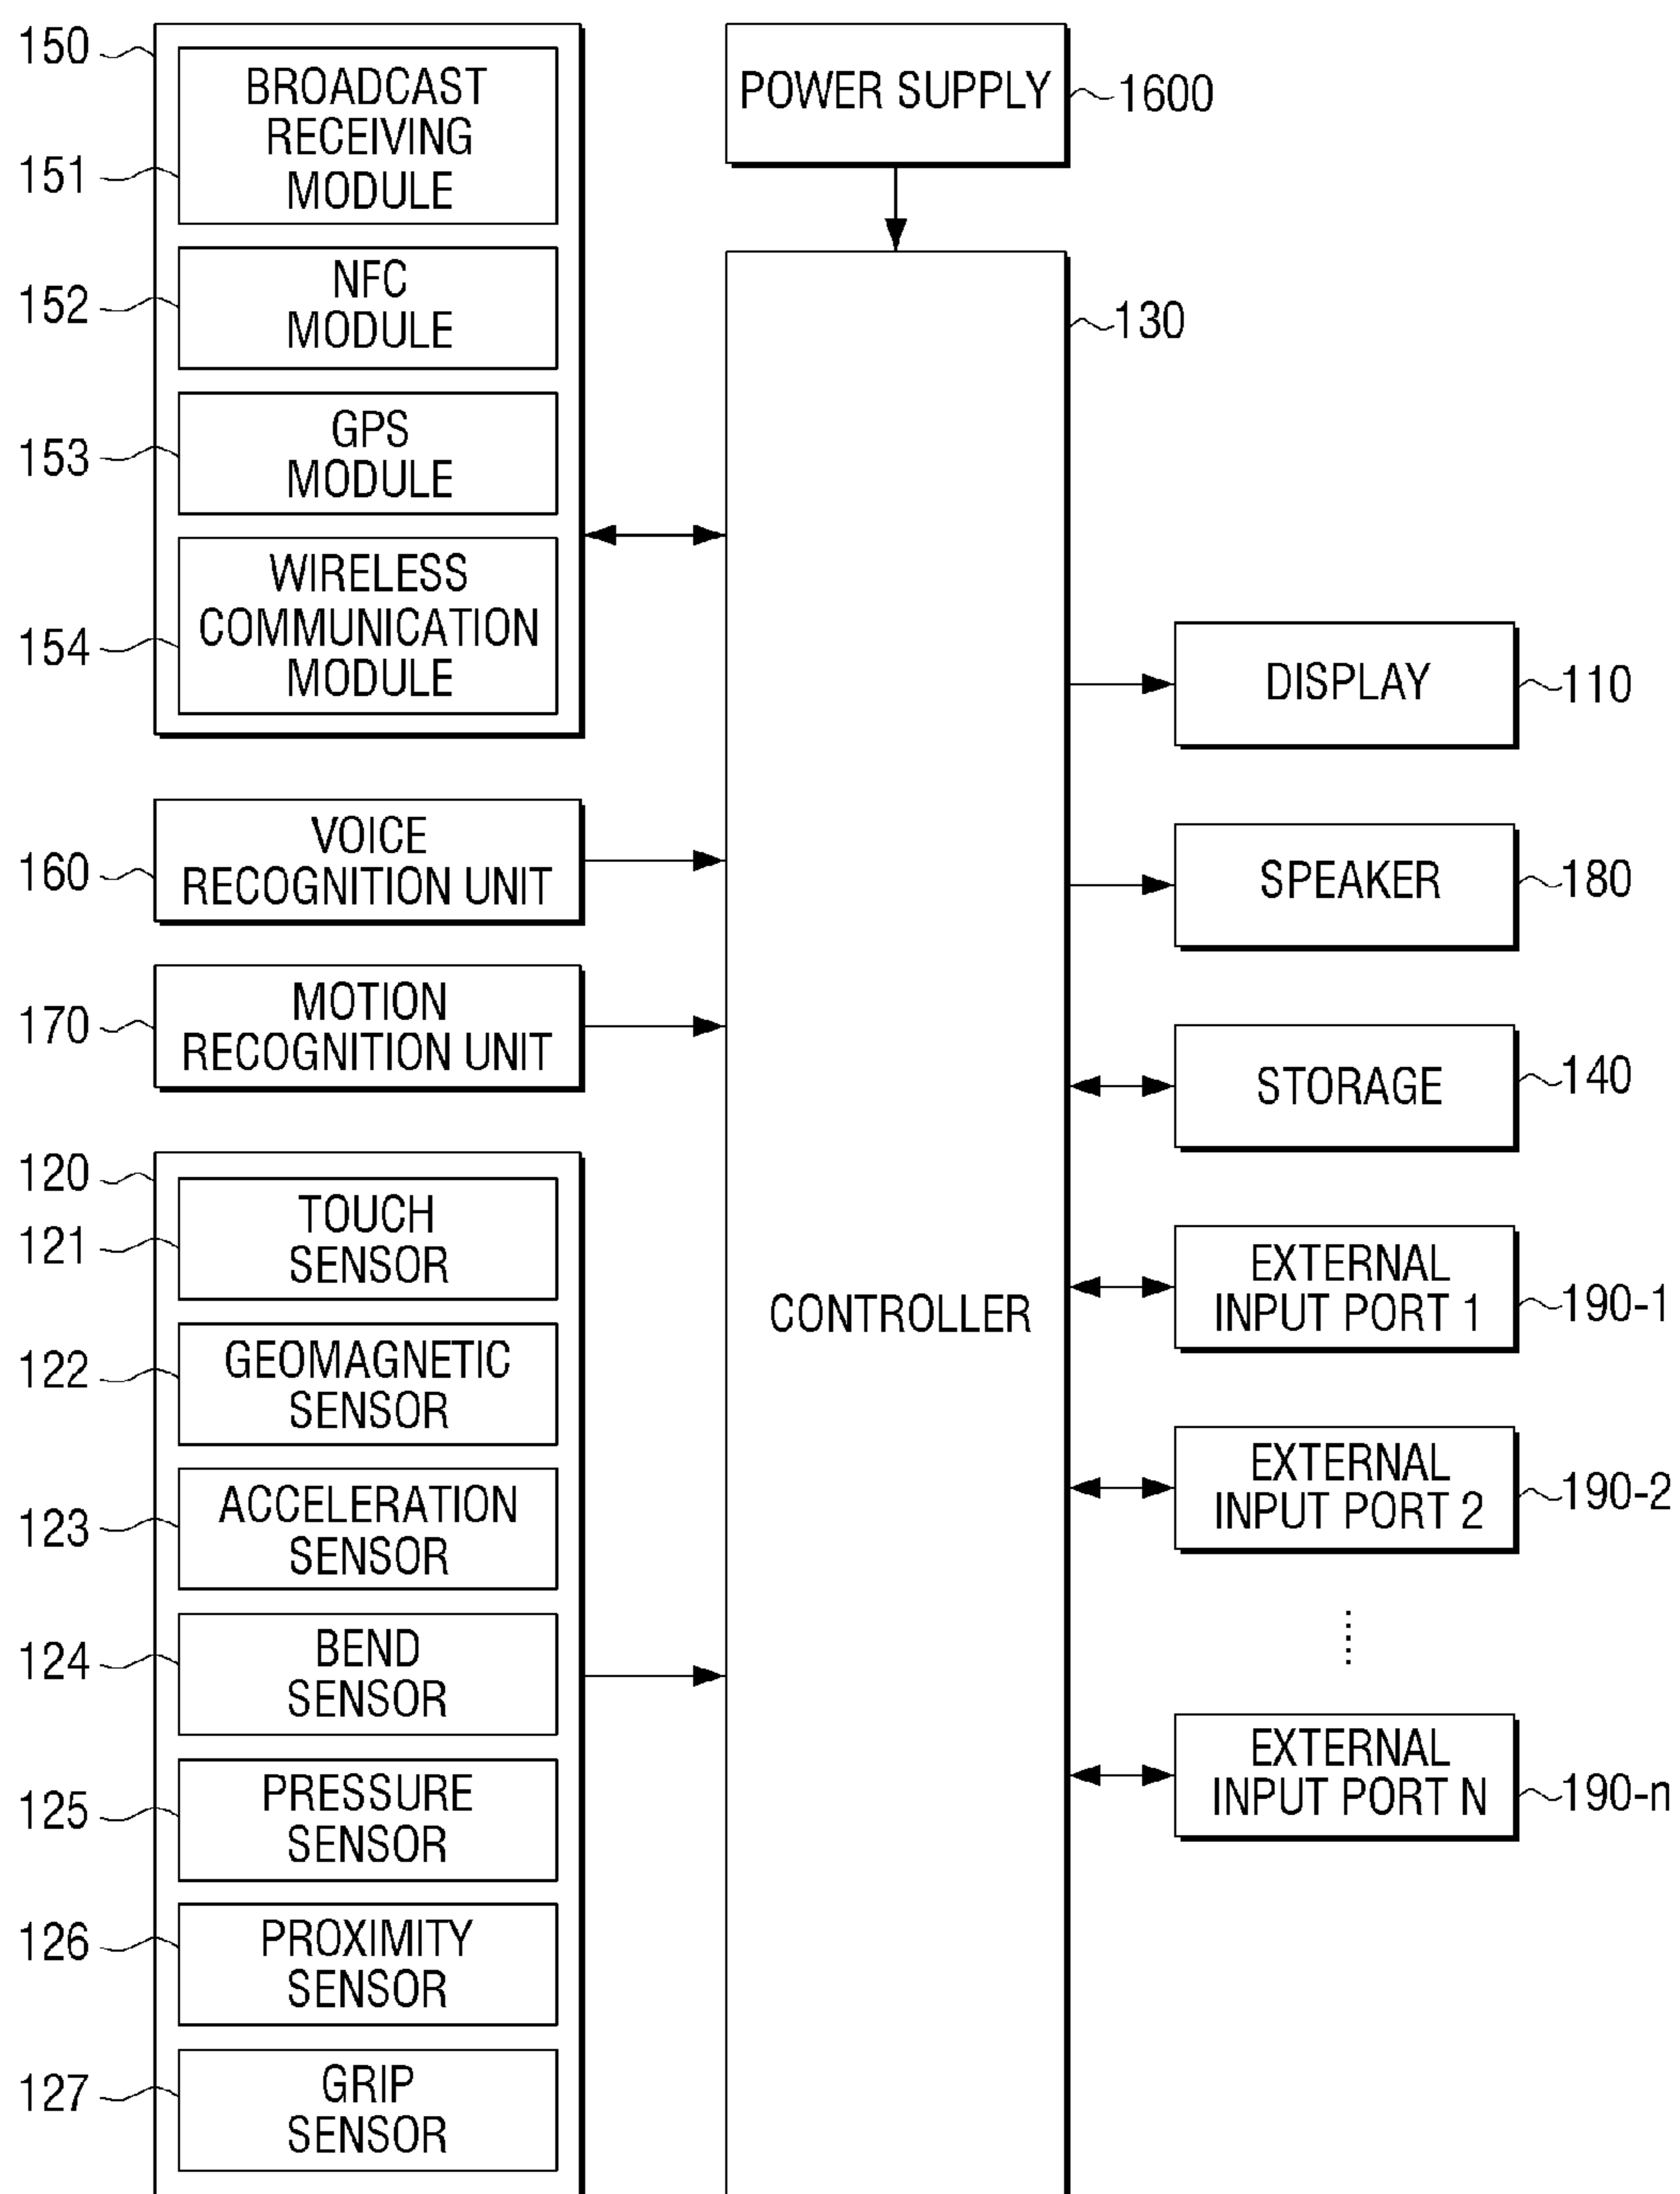 150
BROADCAST
RECEIVING
MODULE
151
NFC
MODULE
152
GPS
MODULE
153
WIRELESS
COMMUNICATION
MODULE
154
VOICE
RECOGNITION UNIT
160
MOTION
RECOGNITION UNIT
170
120
TOUCH
SENSOR
121
GEOMAGNETIC
SENSOR
122
ACCELERATION
SENSOR
123
BEND
SENSOR
124
PRESSURE
SENSOR
125
PROXIMITY
SENSOR
126
GRIP
SENSOR
127
POWER SUPPLY
1600
130
CONTROLLER
DISPLAY
110
SPEAKER
180
STORAGE
140
EXTERNAL
INPUT PORT 1
190-1
EXTERNAL
INPUT PORT 2
190-2
EXTERNAL
INPUT PORT N
190-n